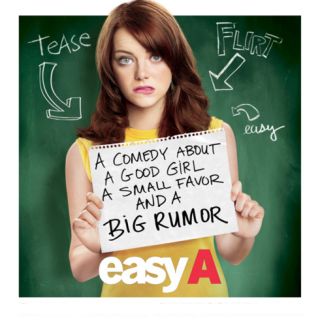 TEASE
FLIRT
easy
A COMEDY ABOUT
A GOOD GIRL
A SMALL FAVOR
AND A
BIG RUMOR
easy A